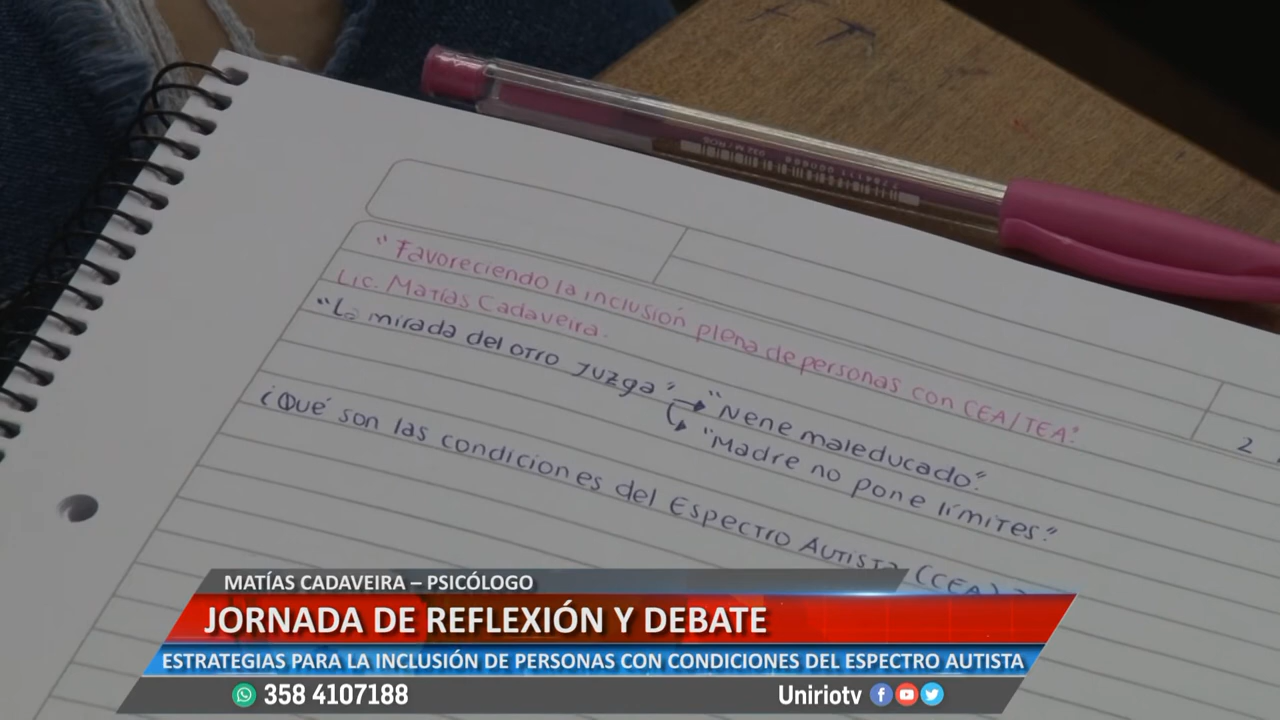 "Favoreciendo la inclusión plena de personas con CEA/TEA".
Lic. Matías Cadaveira.
"La mirada del otro juzga" → "Nene maleducado".
"Madre no pone límites".
¿Qué son las condiciones del Espectro Autista (CEA)?
2
MATÍAS CADAVEIRA – PSICÓLOGO
JORNADA DE REFLEXIÓN Y DEBATE
ESTRATEGIAS PARA LA INCLUSIÓN DE PERSONAS CON CONDICIONES DEL ESPECTRO AUTISTA
358 4107188 Uniriotv